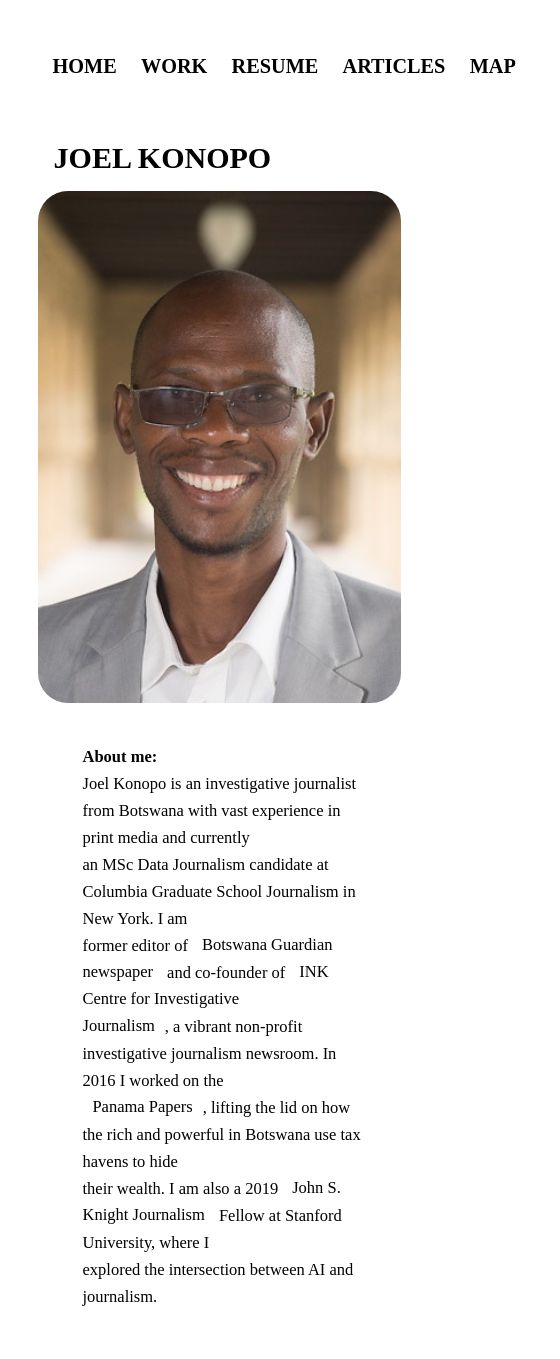 HOME WORK RESUME ARTICLES MAP
JOEL KONOPO
About me:
Joel Konopo is an investigative journalist
from Botswana with vast experience in
print media and currently
an MSc Data Journalism candidate at
Columbia Graduate School Journalism in
New York. I am
former editor of Botswana Guardian
newspaper and co-founder of INK
Centre for Investigative
Journalism , a vibrant non-profit
investigative journalism newsroom. In
2016 I worked on the
Panama Papers , lifting the lid on how
the rich and powerful in Botswana use tax
havens to hide
their wealth. I am also a 2019 John S.
Knight Journalism Fellow at Stanford
University, where I
explored the intersection between AI and
journalism.